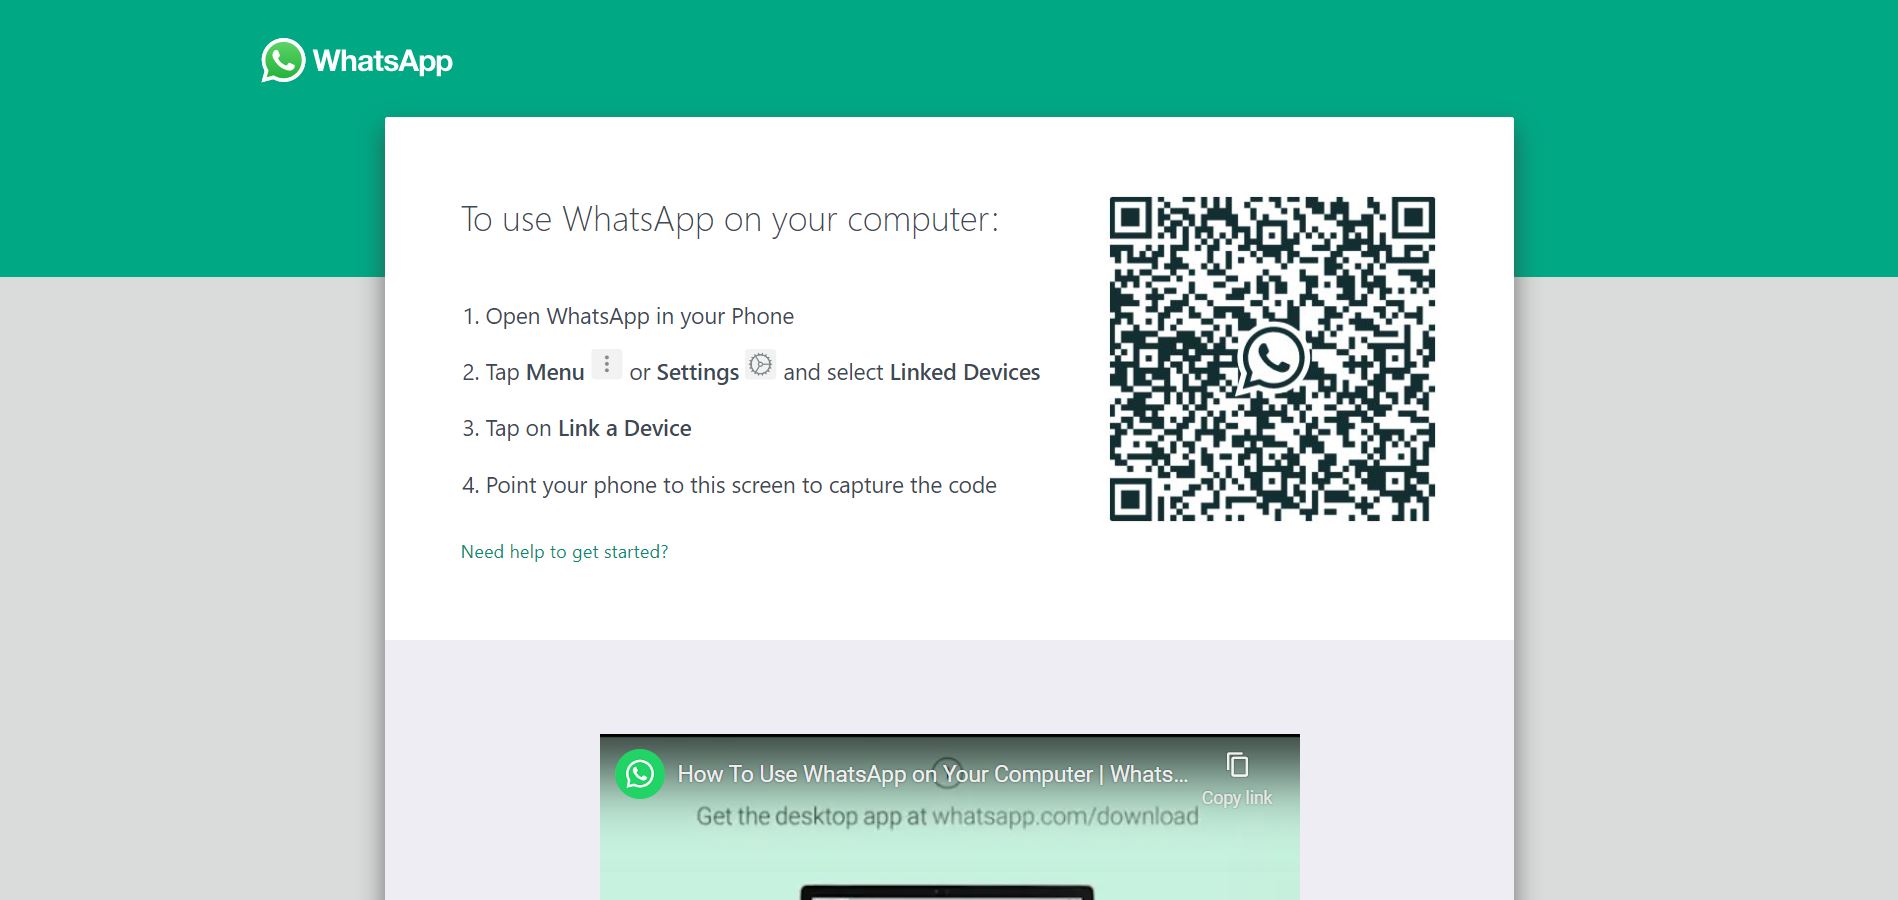 WhatsApp
To use WhatsApp on your computer:
1. Open WhatsApp in your Phone
2. Tap Menu or Settings and select Linked Devices
3. Tap on Link a Device
4. Point your phone to this screen to capture the code
Need help to get started?
How To Use WhatsApp on Your Computer | Whats...
Copy link
Get the desktop app at whatsapp.com/download